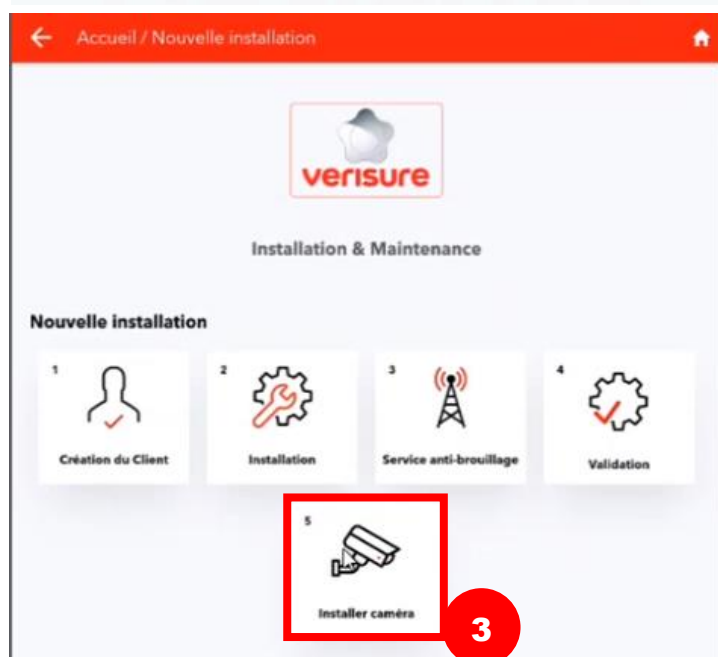 Accueil / Nouvelle installation
verisure
Installation & Maintenance
Nouvelle installation
1
Création du Client
2
Installation
3
Service anti-brouillage
4
Validation
5
Installer caméra
3